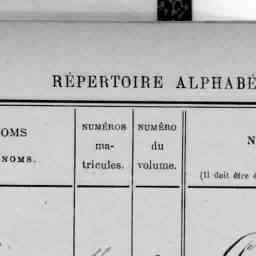 RÉPERTOIRE ALPHABÉ
OMS
NOMS.
NUMÉROS
ma-
tricules.
NUMÉRO
du
volume.
N
(Il doit être é